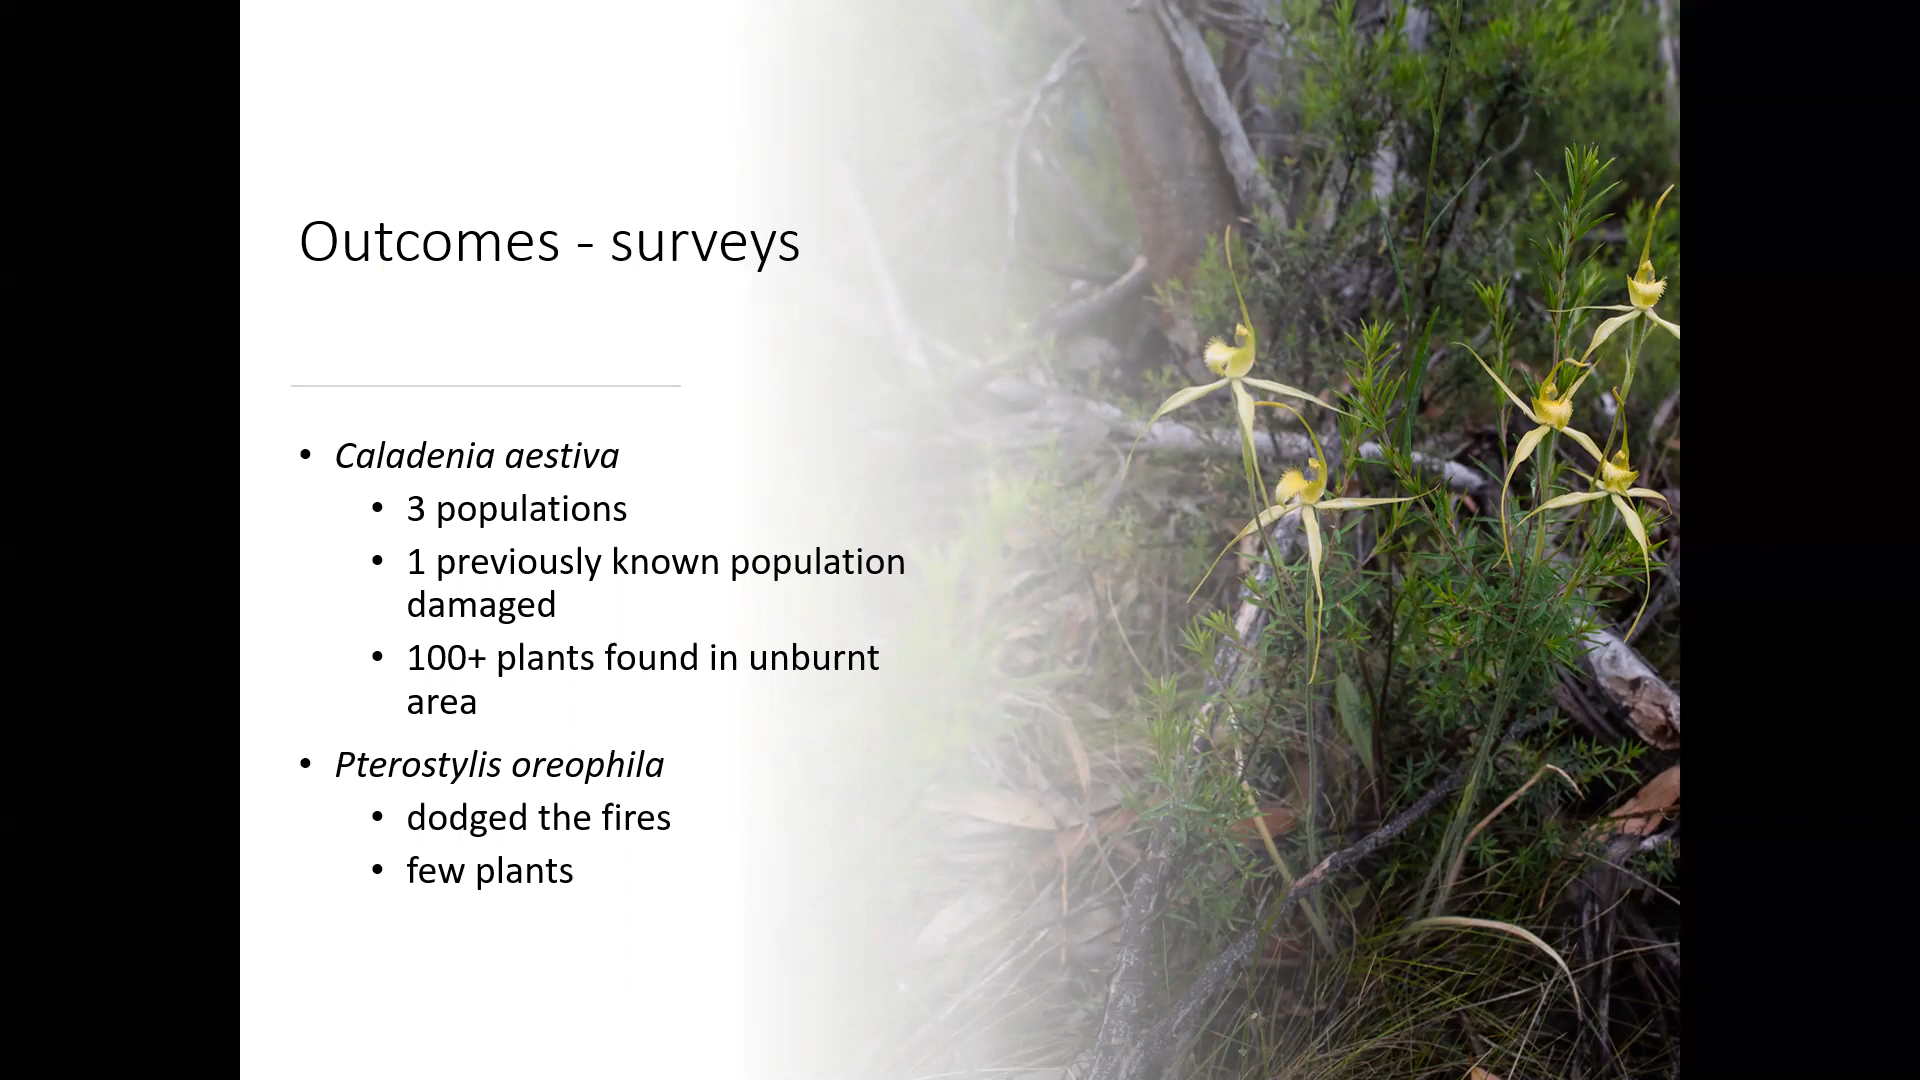 Outcomes - surveys
• Caladenia aestiva
• 3 populations
• 1 previously known population
damaged
• 100+ plants found in unburnt
area
• Pterostylis oreophila
• dodged the fires
• few plants